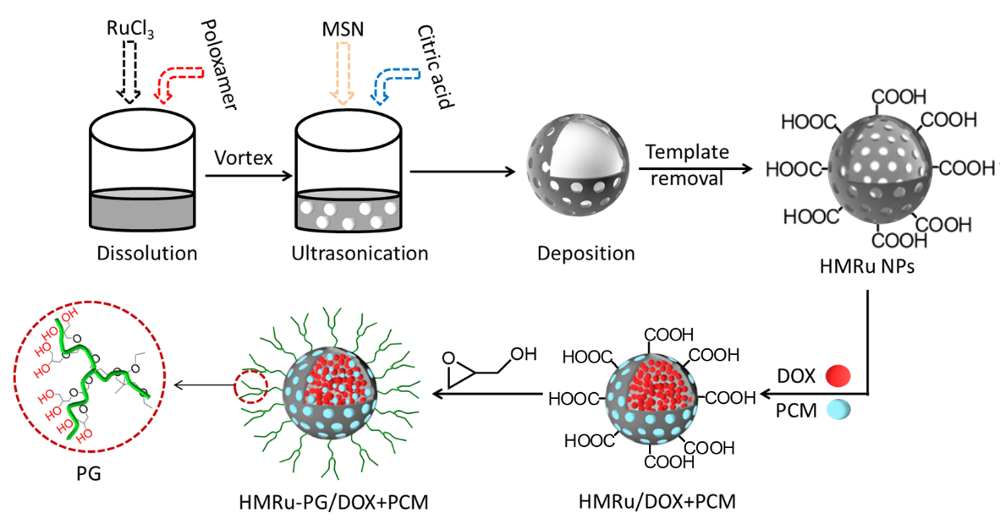 RuCl3
Poloxamer
MSN
Citric acid
Vortex
Dissolution
Ultrasonication
Deposition
Template
removal
COOH
HOOC
COOH
HOOC
COOH
HOOC
COOH
COOH
HMRu NPs
DOX
PCM
COOH
HOOC
COOH
HOOC
COOH
HOOC
COOH
COOH
HMRu/DOX+PCM
O
OH
HMRu-PG/DOX+PCM
OH
HO
HO
HO
O
O
O
O
O
O
HO
HO
HO
HO
PG